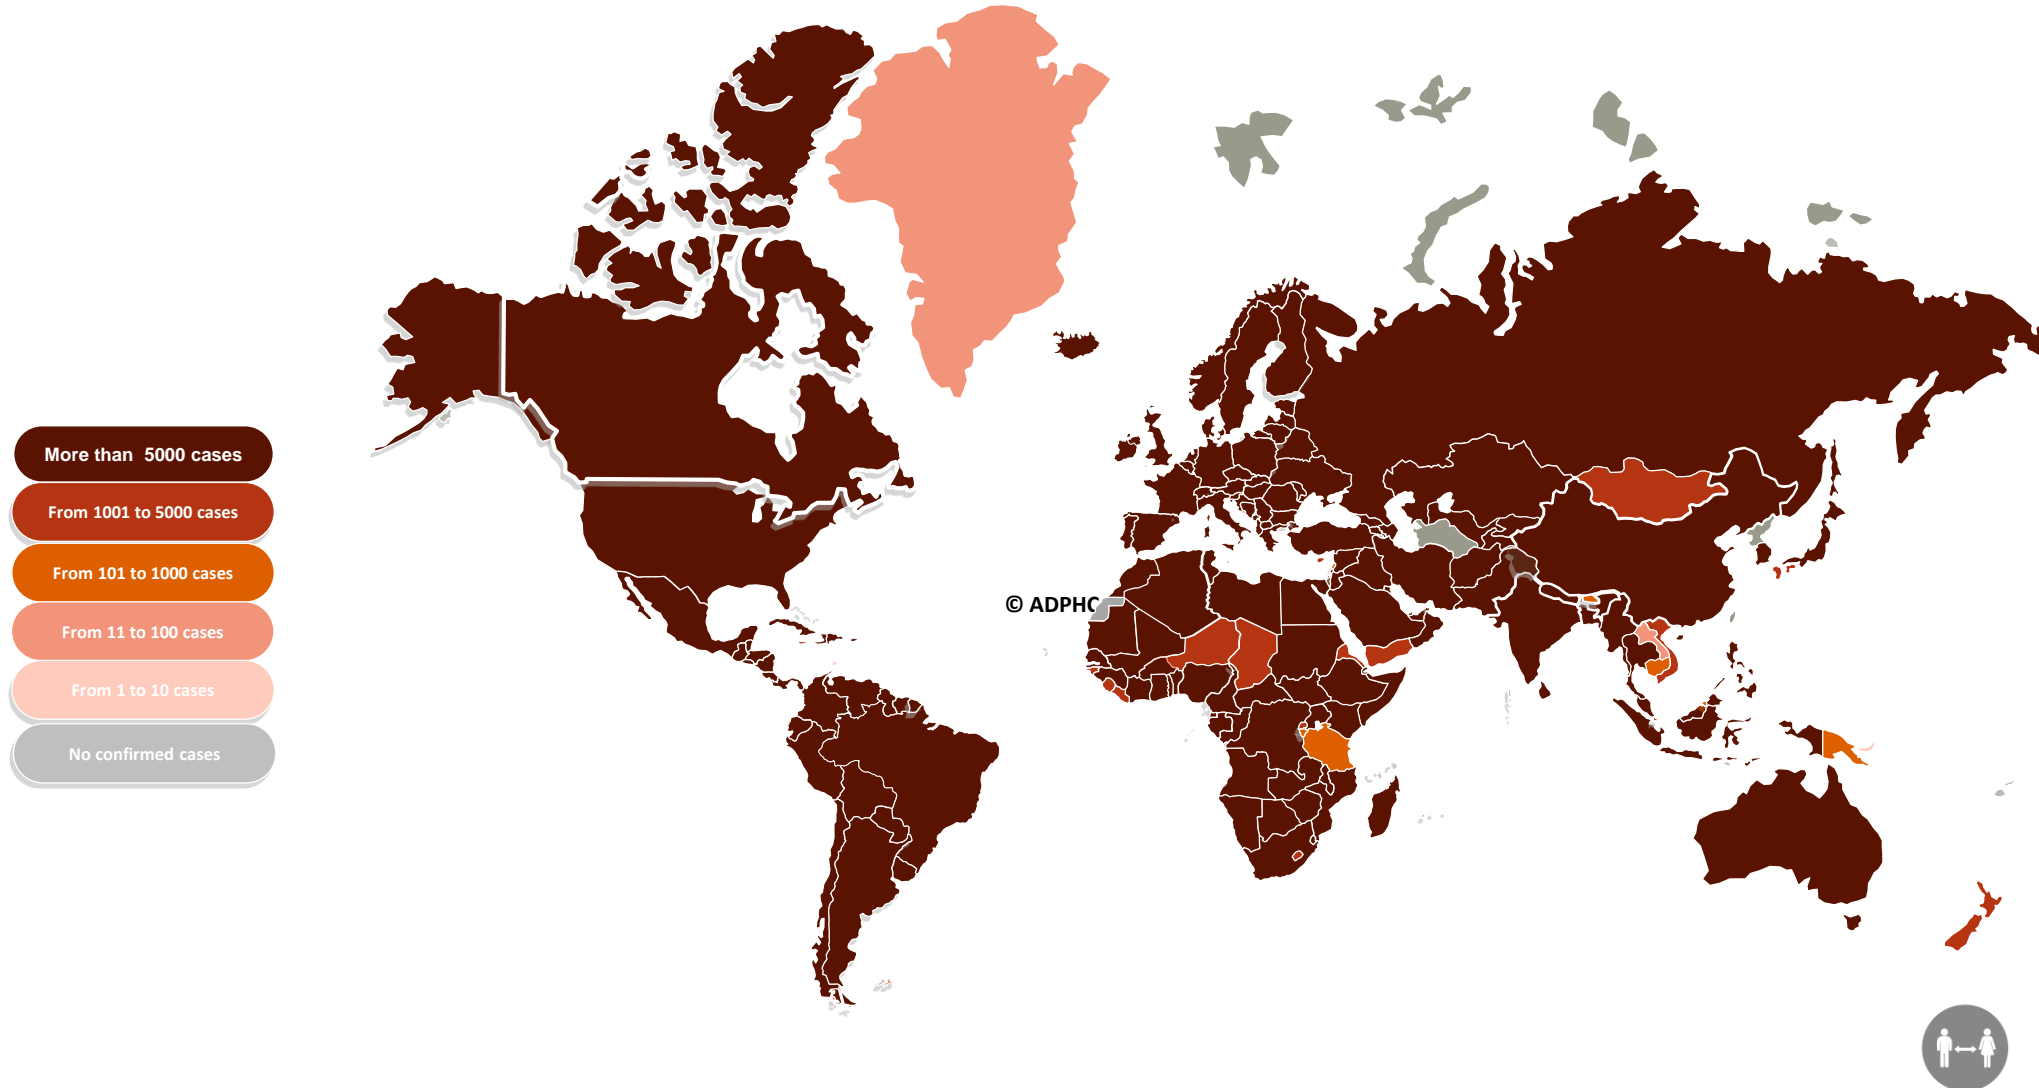 More than 5000 cases
From 1001 to 5000 cases
From 101 to 1000 cases
From 11 to 100 cases
From 1 to 10 cases
No confirmed cases
© ADPHC